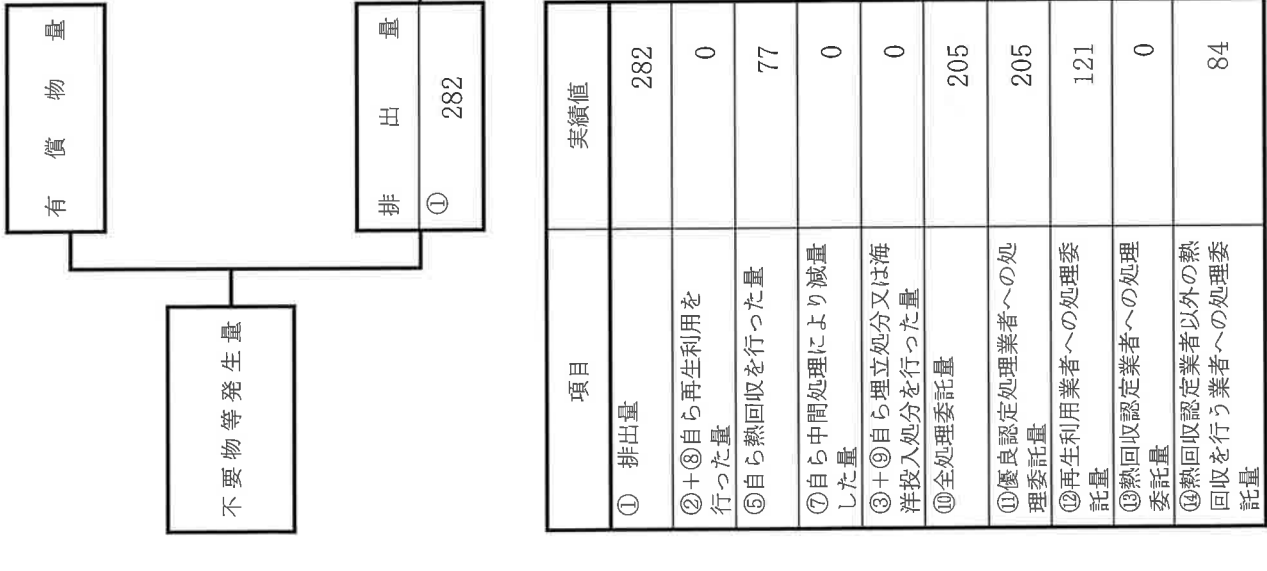 不要物等発生量
有償物量
排出量
① 282
項目 実績値
① 排出量 282
②+⑧自ら再生利用を
行った量 0
⑤自ら熱回収を行った量 77
⑦自ら中間処理により減量
した量 0
③+⑨自ら埋立処分又は海
洋投入処分を行った量 0
⑩全処理委託量 205
⑪優良認定処理業者への処
理委託量 205
⑫再生利用業者への処理委
託量 121
⑬熱回収認定業者への処理
委託量 0
⑭熱回収認定業者以外の熱
回収を行う業者への処理委
託量 84